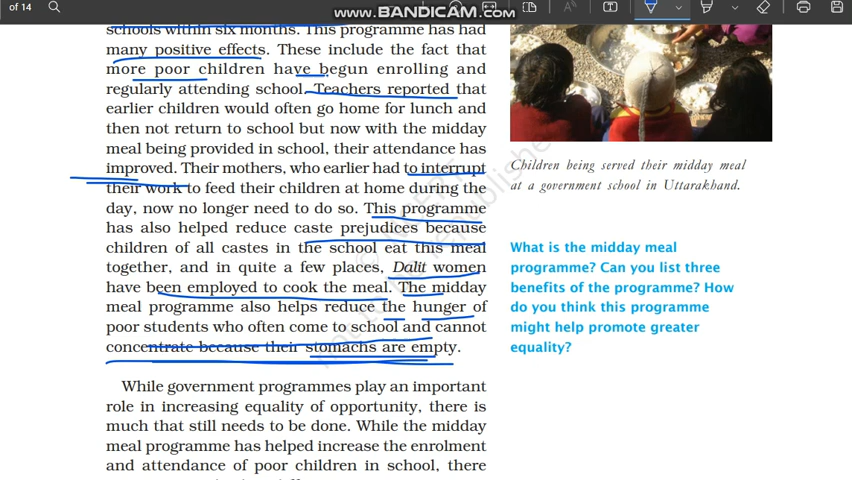 of 14
WWW.BANDICAM.COM
schools within six months. This programme has had
many positive effects. These include the fact that
more poor children have begun enrolling and
regularly attending school. Teachers reported that
earlier children would often go home for lunch and
then not return to school but now with the midday
meal being provided in school, their attendance has
improved. Their mothers, who earlier had to interrupt
their work to feed their children at home during the
day, now no longer need to do so. This programme
has also helped reduce caste prejudices because
children of all castes in the school eat this meal
together, and in quite a few places, Dalit women
have been employed to cook the meal. The midday
meal programme also helps reduce the hunger of
poor students who often come to school and cannot
concentrate because their stomachs are empty.
While government programmes play an important
role in increasing equality of opportunity, there is
much that still needs to be done. While the midday
meal programme has helped increase the enrolment
and attendance of poor children in school, there
Children being served their midday meal
at a government school in Uttarakhand.
What is the midday meal
programme? Can you list three
benefits of the programme? How
do you think this programme
might help promote greater
equality?